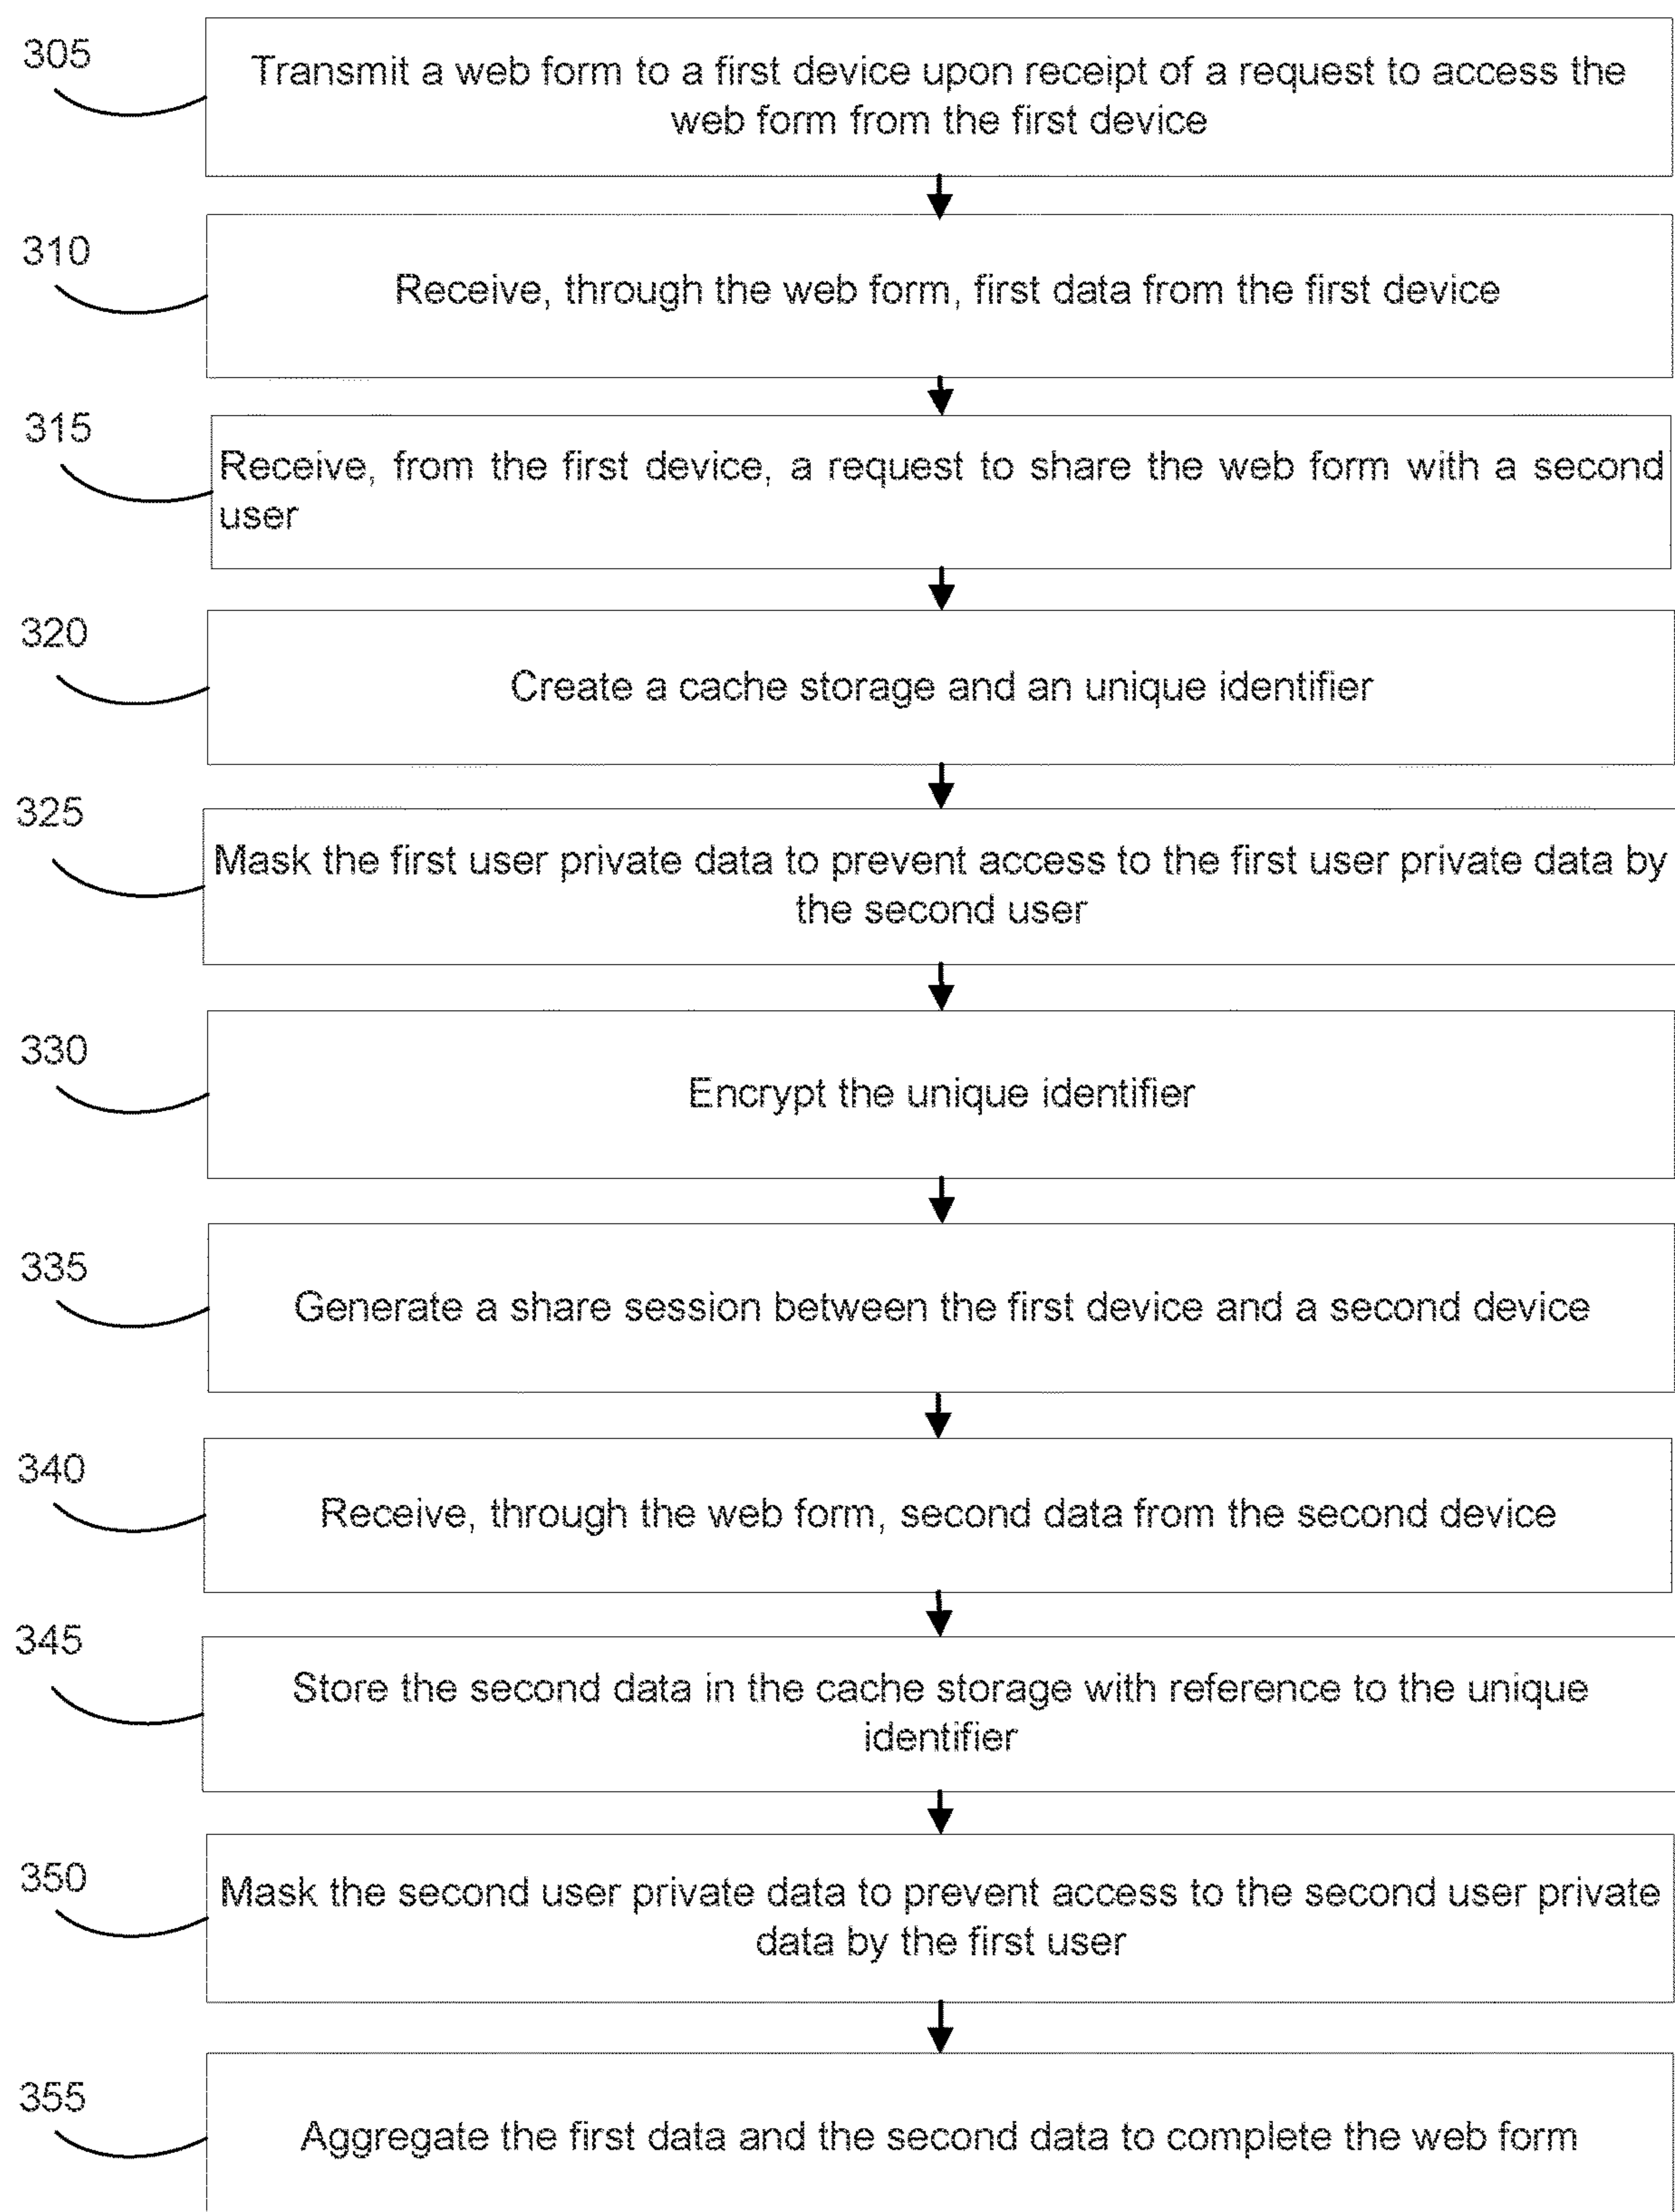 305
Transmit a web form to a first device upon receipt of a request to access the
web form from the first device
310
Receive, through the web form, first data from the first device
315
Receive, from the first device, a request to share the web form with a second
user
320
Create a cache storage and an unique identifier
325
Mask the first user private data to prevent access to the first user private data by
the second user
330
Encrypt the unique identifier
335
Generate a share session between the first device and a second device
340
Receive, through the web form, second data from the second device
345
Store the second data in the cache storage with reference to the unique
identifier
350
Mask the second user private data to prevent access to the second user private
data by the first user
355
Aggregate the first data and the second data to complete the web form